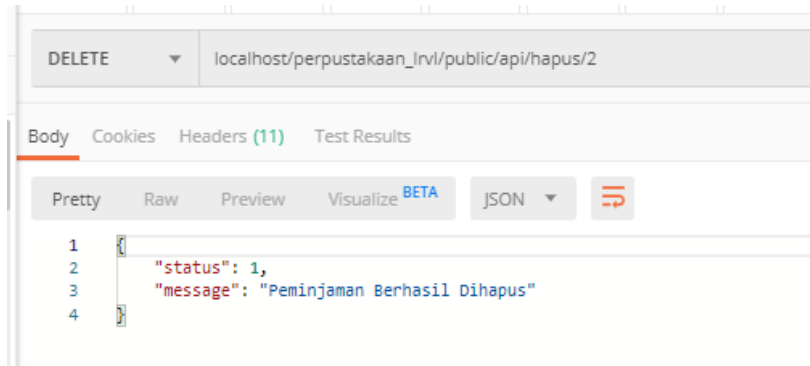 DELETE localhost/perpustakaan_lrvl/public/api/hapus/2
Body Cookies Headers (11) Test Results
Pretty Raw Preview Visualize BETA JSON
1 {
2 "status": 1,
3 "message": "Peminjaman Berhasil Dihapus"
4 }